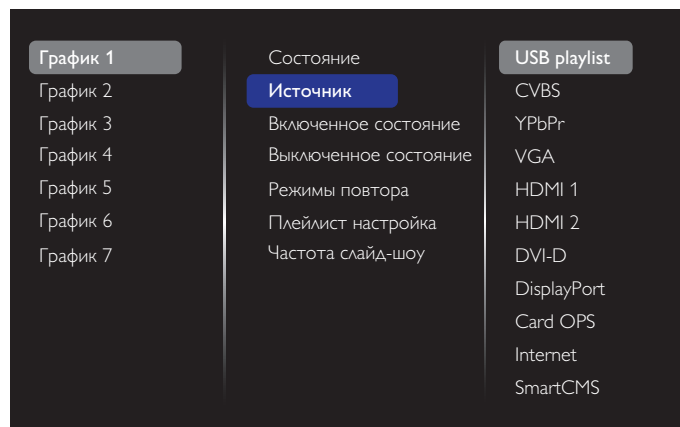 График 1
График 2
График 3
График 4
График 5
График 6
График 7
Состояние
Источник
Включенное состояние
Выключенное состояние
Режимы повтора
Плейлист настройка
Частота слайд-шоу
USB playlist
CVBS
YPbPr
VGA
HDMI 1
HDMI 2
DVI-D
DisplayPort
Card OPS
Internet
SmartCMS